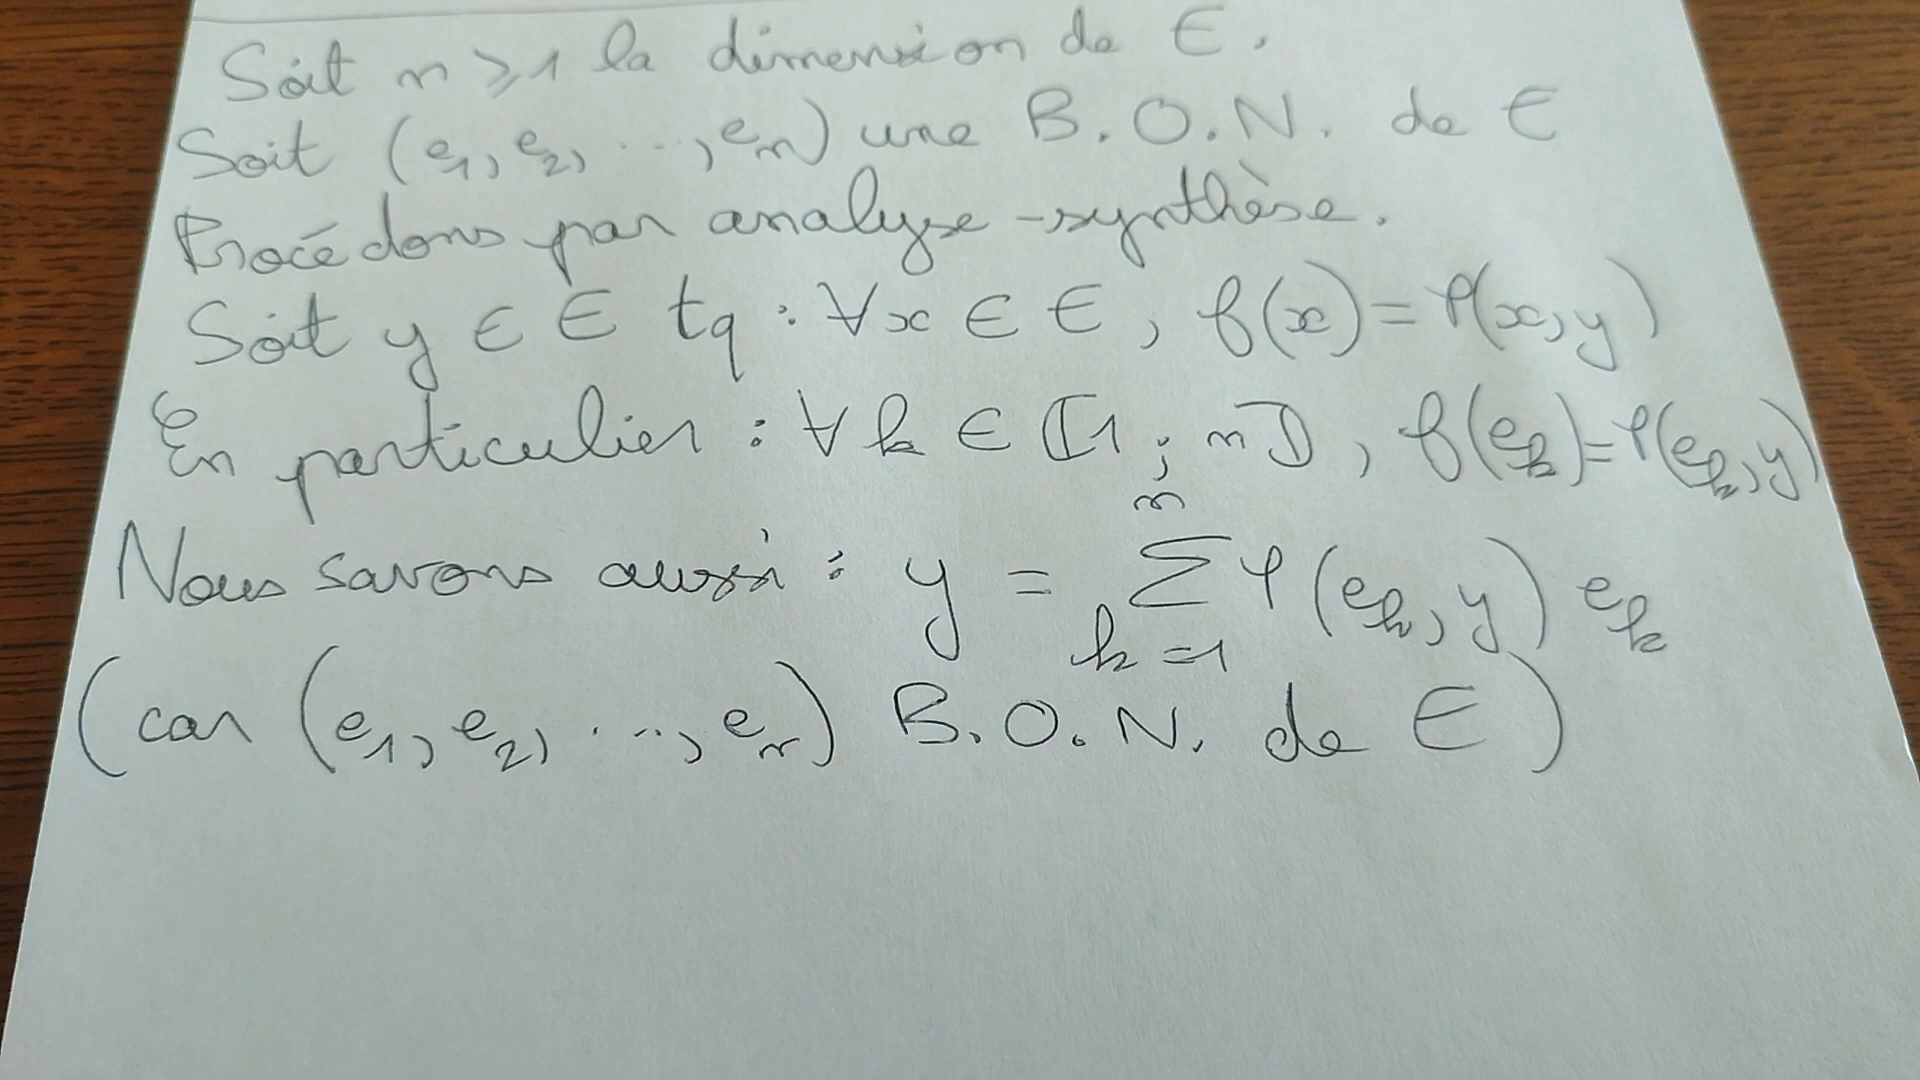 Soit n ⩾ 1 la dimension de E.
Soit (e₁, e₂, ..., eₙ) une B.O.N. de E
Procédons par analyse-synthèse.
Soit y ∈ E tq : ∀x ∈ E, f(x) = φ(x, y)
En particulier : ∀k ∈ ⟦1 ; n⟧, f(eₖ) = φ(eₖ, y)
Nous savons aussi : y = ∑ₖ₌₁ⁿ φ(eₖ, y) eₖ
(car (e₁, e₂, ..., eₙ) B.O.N. de E)